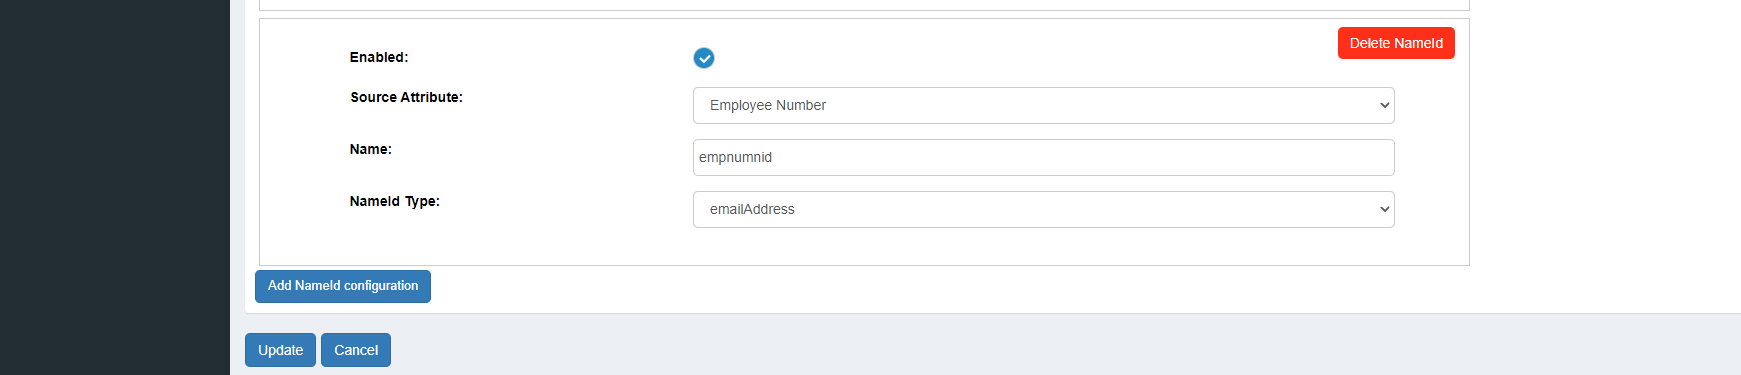 Delete NameId
Enabled:
Source Attribute:
Employee Number
Name:
empnumnid
NameId Type:
emailAddress
Add NameId configuration
Update
Cancel